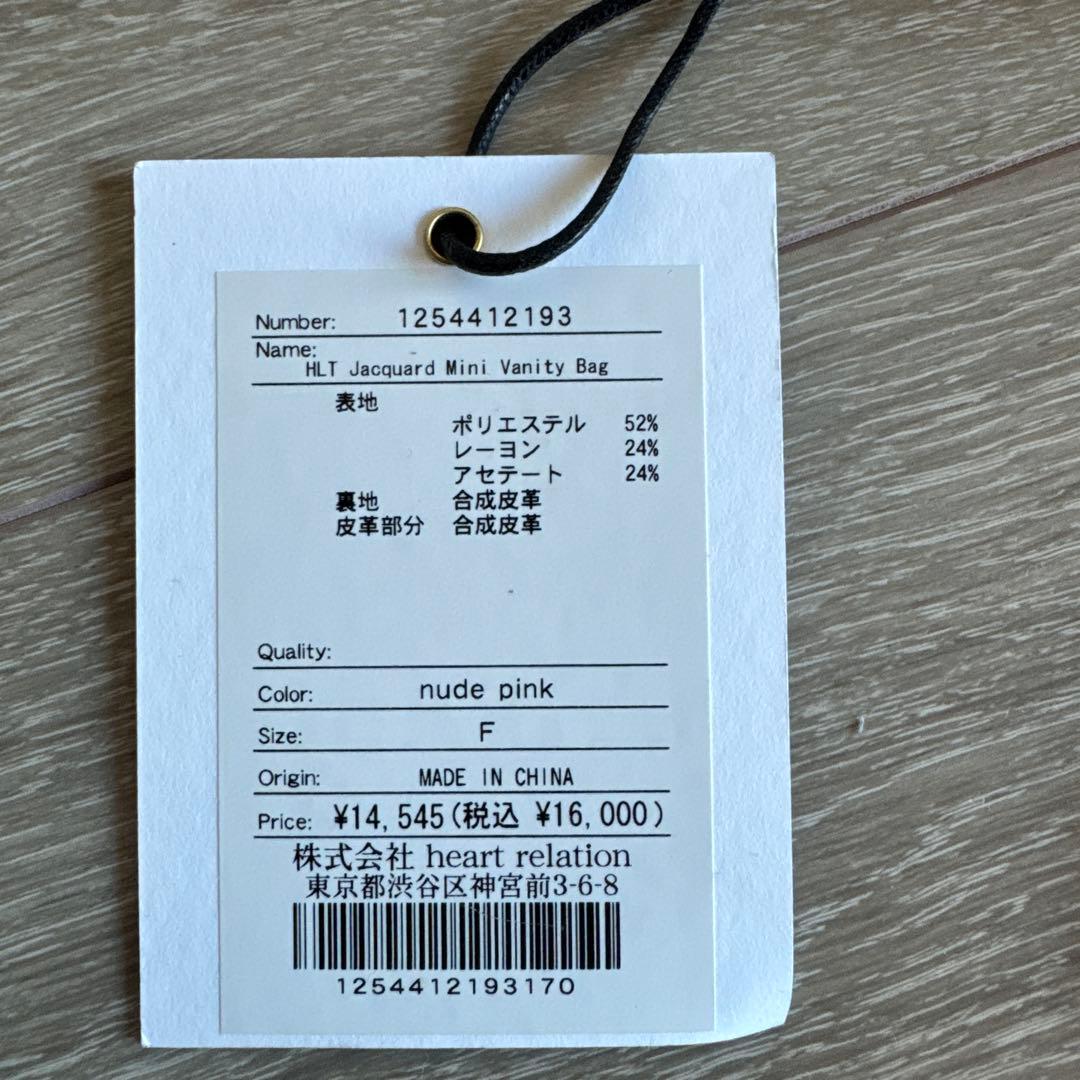 Number: 1254412193
Name:
HLT Jacquard Mini Vanity Bag
表地
ポリエステル 52%
レーヨン 24%
アセテート 24%
裏地 合成皮革
皮革部分 合成皮革
Quality:
Color: nude pink
Size: F
Origin: MADE IN CHINA
Price: ¥14,545(税込 ¥16,000)
株式会社 heart relation
東京都渋谷区神宮前3-6-8
1254412193170